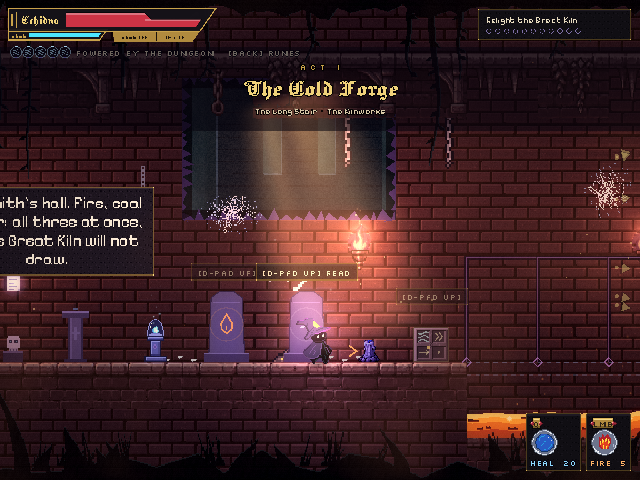 Echidna
Relight the Great Kiln
POWERED BY THE DUNGEON [BACK] RUNES
ACT I
The Cold Forge
The Long Stair · The Kilnworks
ith's hall. Fire, coal
r: all three at once,
s Great Kiln will not
draw.
[D-PAD UP]
[D-PAD UP] READ
[D-PAD UP]
LMB
HEAL 20
FIRE 5